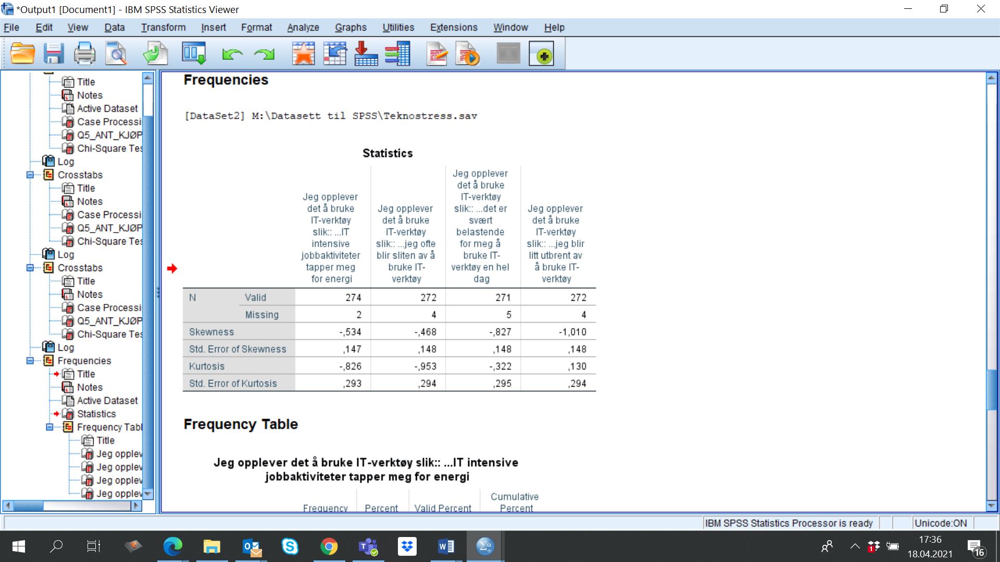 *Output1 [Document1] - IBM SPSS Statistics Viewer
File Edit View Data Transform Insert Format Analyze Graphs Utilities Extensions Window Help
Title
Notes
Active Dataset
Case Processi
Q5_ANT_KJØP
Chi-Square Tes
Log
Crosstabs
Title
Notes
Case Processi
Q5_ANT_KJØP
Chi-Square Tes
Log
Crosstabs
Title
Notes
Case Processi
Q5_ANT_KJØP
Chi-Square Tes
Log
Frequencies
Title
Notes
Active Dataset
Statistics
Frequency Tabl
Title
Jeg opplev
Jeg opplev
Jeg opplev
Jeg opplev
Frequencies
[DataSet2] M:\Datasett til SPSS\Teknostress.sav
Statistics
Jeg opplever
det å bruke
IT-verktøy
slik:: ...IT
intensive
jobbaktiviteter
tapper meg
for energi
Jeg opplever
det å bruke
IT-verktøy
slik:: ...jeg ofte
blir sliten av å
bruke IT-
verktøy
Jeg opplever
det å bruke
IT-verktøy
slik:: ...det er
svært
belastende
for meg å
bruke IT-
verktøy en hel
dag
Jeg opplever
det å bruke
IT-verktøy
slik:: ...jeg blir
litt utbrent av
å bruke IT-
verktøy
N Valid 274 272 271 272
Missing 2 4 5 4
Skewness -,534 -,468 -,827 -1,010
Std. Error of Skewness ,147 ,148 ,148 ,148
Kurtosis -,826 -,953 -,322 ,130
Std. Error of Kurtosis ,293 ,294 ,295 ,294
Frequency Table
Jeg opplever det å bruke IT-verktøy slik:: ...IT intensive
jobbaktiviteter tapper meg for energi
Frequency Percent Valid Percent Cumulative
Percent
IBM SPSS Statistics Processor is ready Unicode:ON
17:36
18.04.2021
1
16